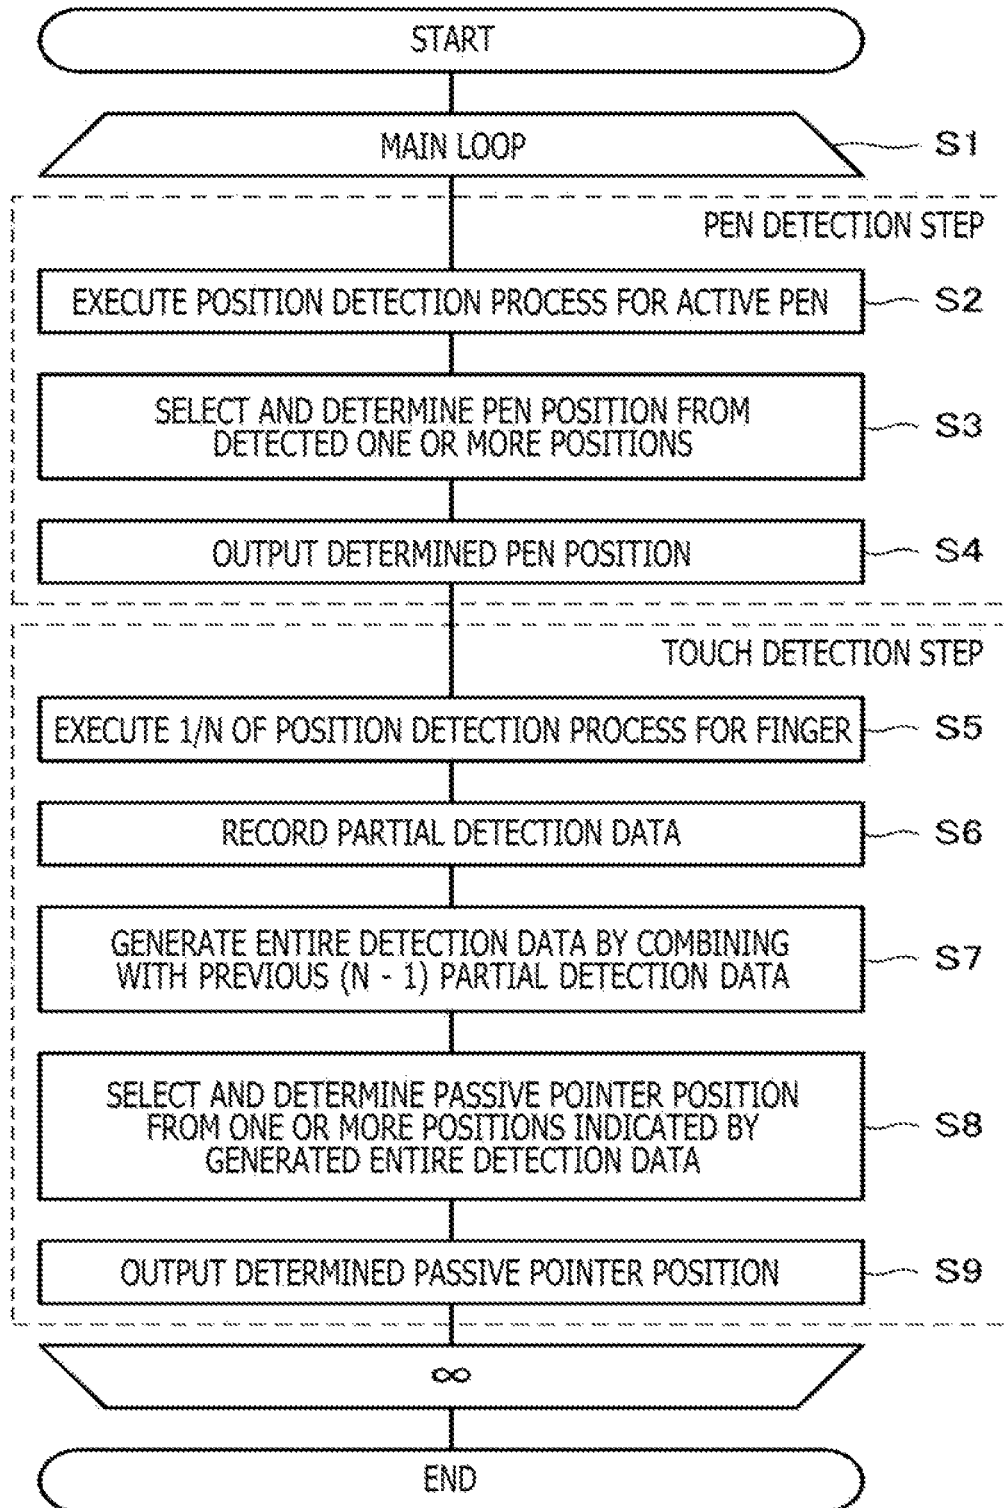 START
MAIN LOOP
S1
PEN DETECTION STEP
EXECUTE POSITION DETECTION PROCESS FOR ACTIVE PEN
S2
SELECT AND DETERMINE PEN POSITION FROM
DETECTED ONE OR MORE POSITIONS
S3
OUTPUT DETERMINED PEN POSITION
S4
TOUCH DETECTION STEP
EXECUTE 1/N OF POSITION DETECTION PROCESS FOR FINGER
S5
RECORD PARTIAL DETECTION DATA
S6
GENERATE ENTIRE DETECTION DATA BY COMBINING
WITH PREVIOUS (N - 1) PARTIAL DETECTION DATA
S7
SELECT AND DETERMINE PASSIVE POINTER POSITION
FROM ONE OR MORE POSITIONS INDICATED BY
GENERATED ENTIRE DETECTION DATA
S8
OUTPUT DETERMINED PASSIVE POINTER POSITION
S9
∞
END